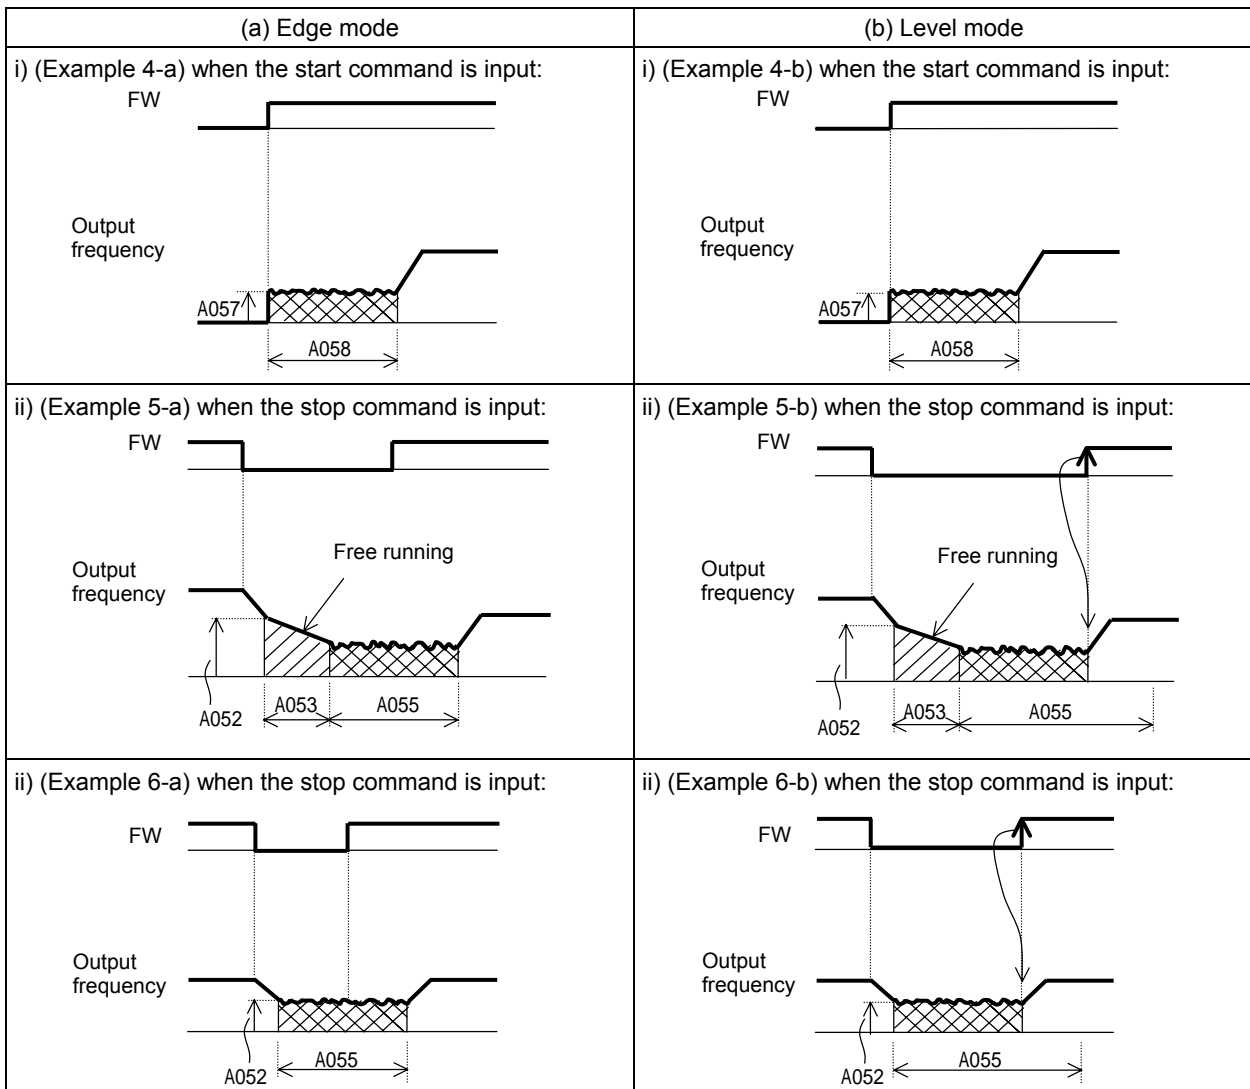 (a) Edge mode
(b) Level mode
i) (Example 4-a) when the start command is input:
FW
Output
frequency
A057
A058
i) (Example 4-b) when the start command is input:
FW
Output
frequency
A057
A058
ii) (Example 5-a) when the stop command is input:
FW
Free running
Output
frequency
A052
A053
A055
ii) (Example 5-b) when the stop command is input:
FW
Free running
Output
frequency
A052
A053
A055
ii) (Example 6-a) when the stop command is input:
FW
Output
frequency
A052
A055
ii) (Example 6-b) when the stop command is input:
FW
Output
frequency
A052
A055